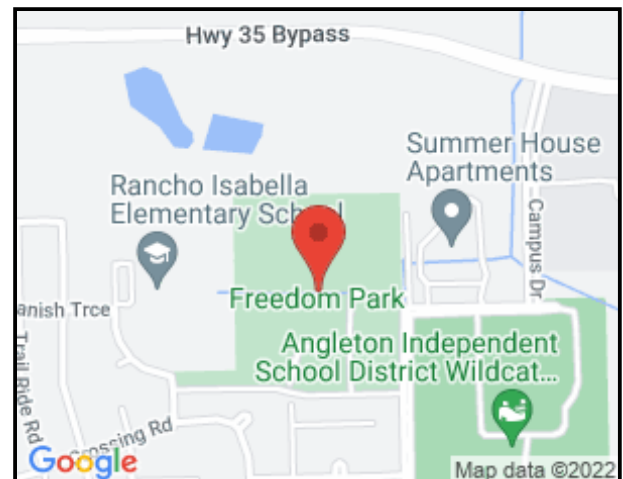 Hwy 35 Bypass
Summer House
Apartments
Rancho Isabella
Elementary School
Campus Dr
Freedom Park
anish Trce
Angleton Independent
School District Wildcat...
Trail Ride Rd
Crossing Rd
Google
Map data ©2022